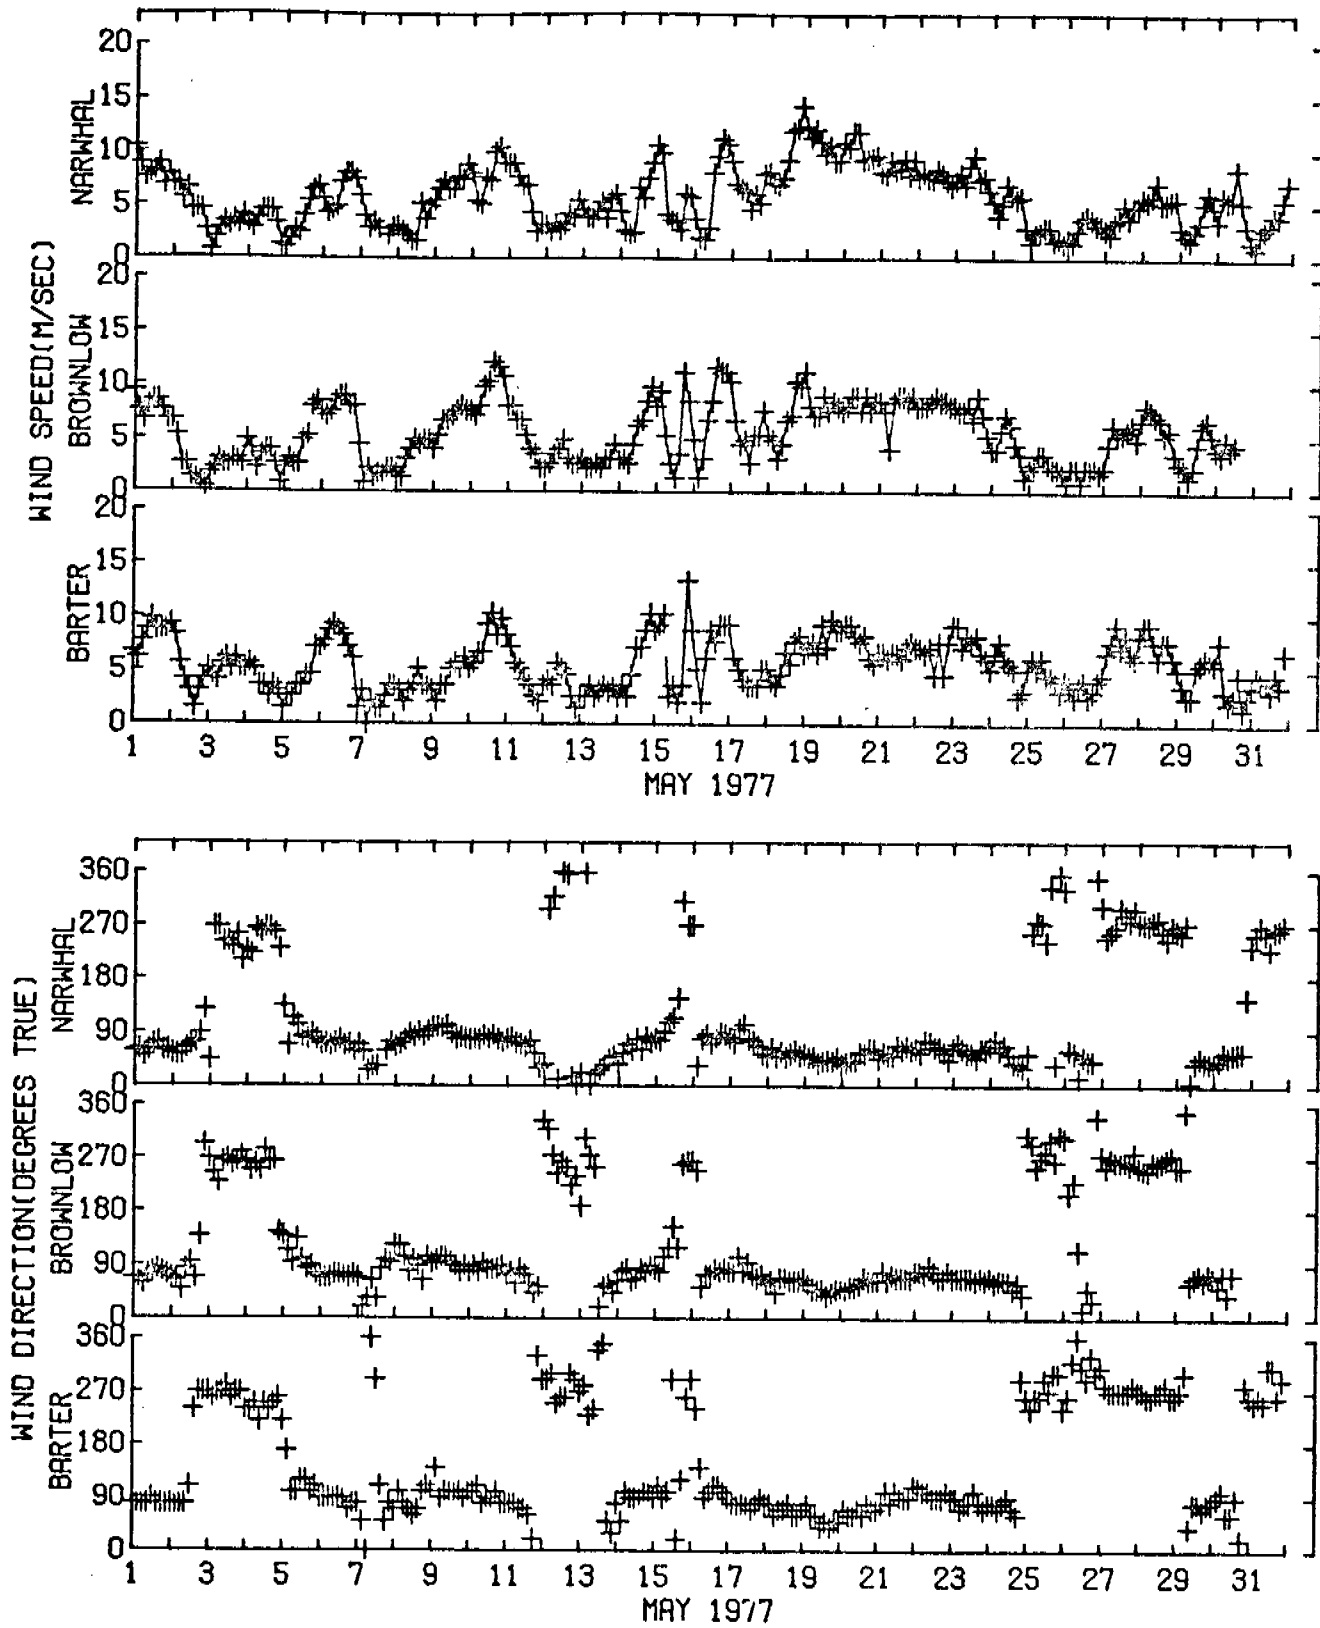 WIND SPEED(M/SEC)
NARWHAL
20
15
10
5
0
BROWNLOW
20
15
10
5
0
BARTER
20
15
10
5
0
1 3 5 7 9 11 13 15 17 19 21 23 25 27 29 31
MAY 1977
WIND DIRECTION(DEGREES TRUE)
NARWHAL
360
270
180
90
0
BROWNLOW
360
270
180
90
0
BARTER
360
270
180
90
0
1 3 5 7 9 11 13 15 17 19 21 23 25 27 29 31
MAY 1977